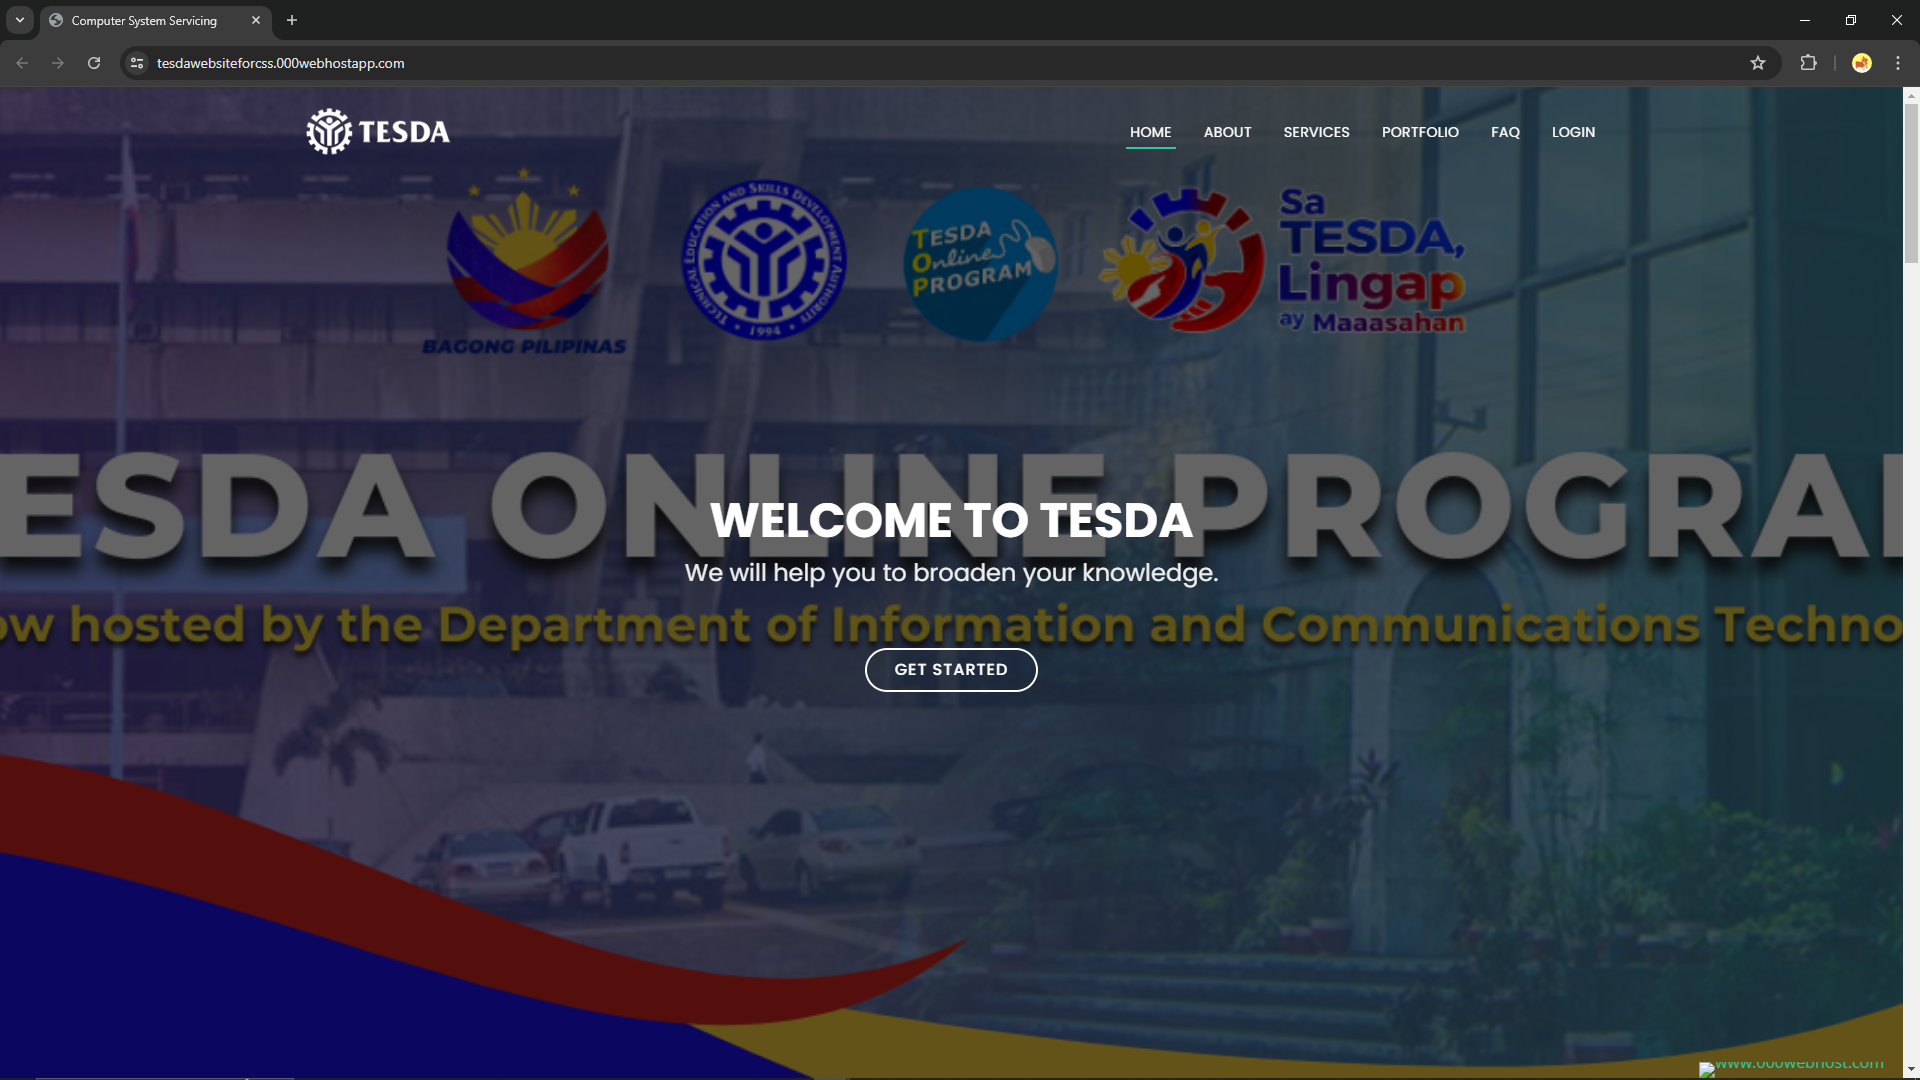 Computer System Servicing
tesdawebsiteforcss.000webhostapp.com
TESDA
HOME ABOUT SERVICES PORTFOLIO FAQ LOGIN
BAGONG PILIPINAS
TECHNICAL EDUCATION AND SKILLS DEVELOPMENT AUTHORITY
1994
TESDA
Online
PROGRAM
Sa
TESDA,
Lingap
ay Maaasahan
ESDA ONLINE PROGRA
WELCOME TO TESDA
We will help you to broaden your knowledge.
ow hosted by the Department of Information and Communications Techno
GET STARTED
www.000webhost.com